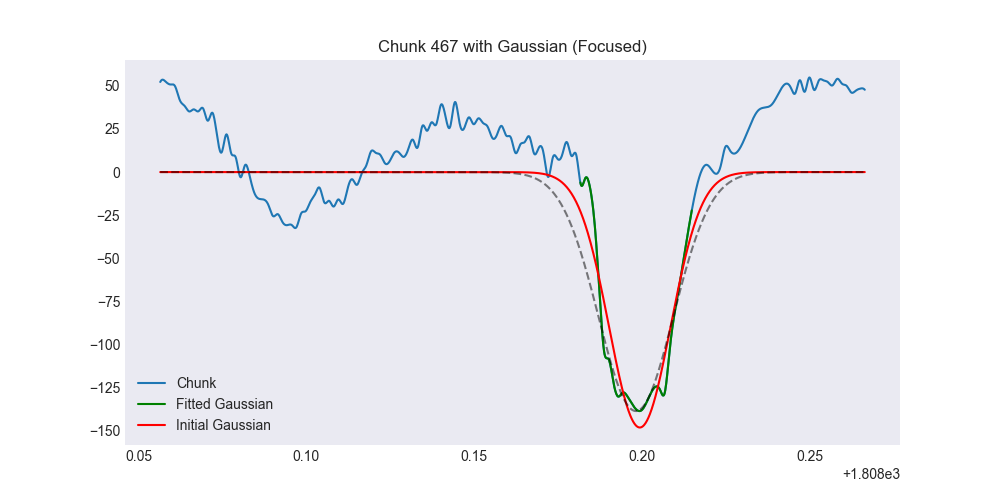 Chunk 467 with Gaussian (Focused)
50
25
0
−25
−50
−75
−100
−125
−150
Chunk
Fitted Gaussian
Initial Gaussian
0.05 0.10 0.15 0.20 0.25
+1.808e3